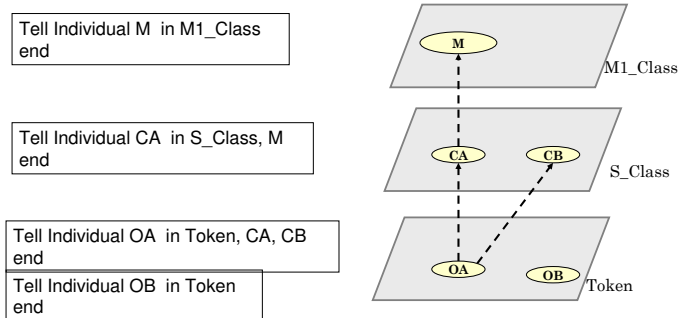 Tell Individual M in M1_Class
end
M
M1_Class
Tell Individual CA in S_Class, M
end
CA
CB
S_Class
Tell Individual OA in Token, CA, CB
end
Tell Individual OB in Token
end
OA
OB
Token